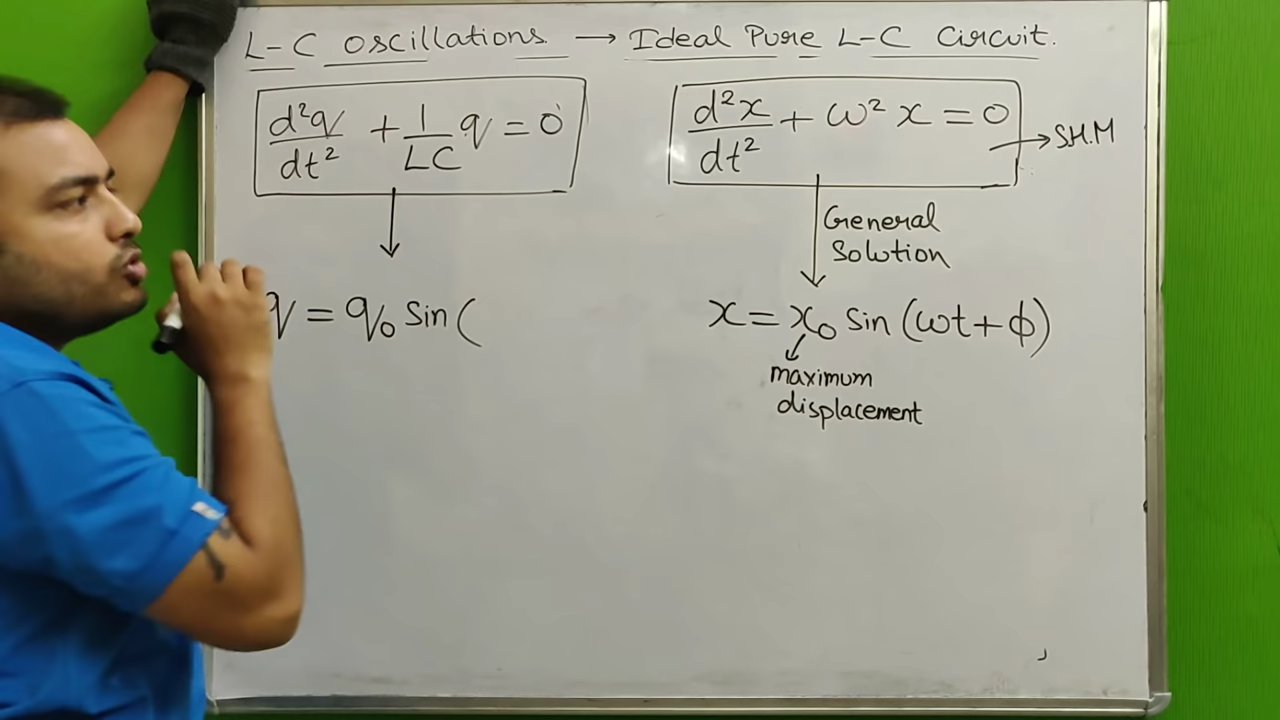 L-C Oscillations → Ideal Pure L-C Circuit.
d²q/dt² + 1/LC q = 0
d²x/dt² + ω² x = 0 → S.H.M
General
Solution
q = q₀ sin (
x = x₀ sin (ωt + ϕ)
maximum
displacement